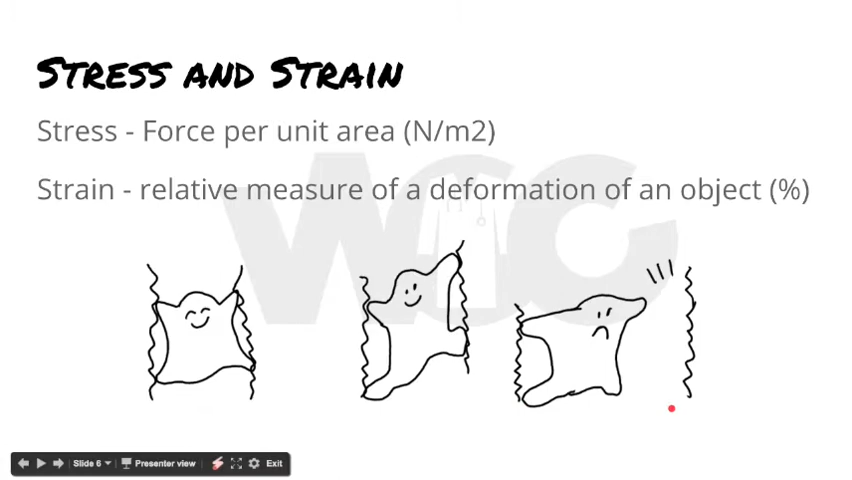 STRESS AND STRAIN
Stress - Force per unit area (N/m2)
Strain - relative measure of a deformation of an object (%)
WOC
Slide 6
Presenter view
Exit